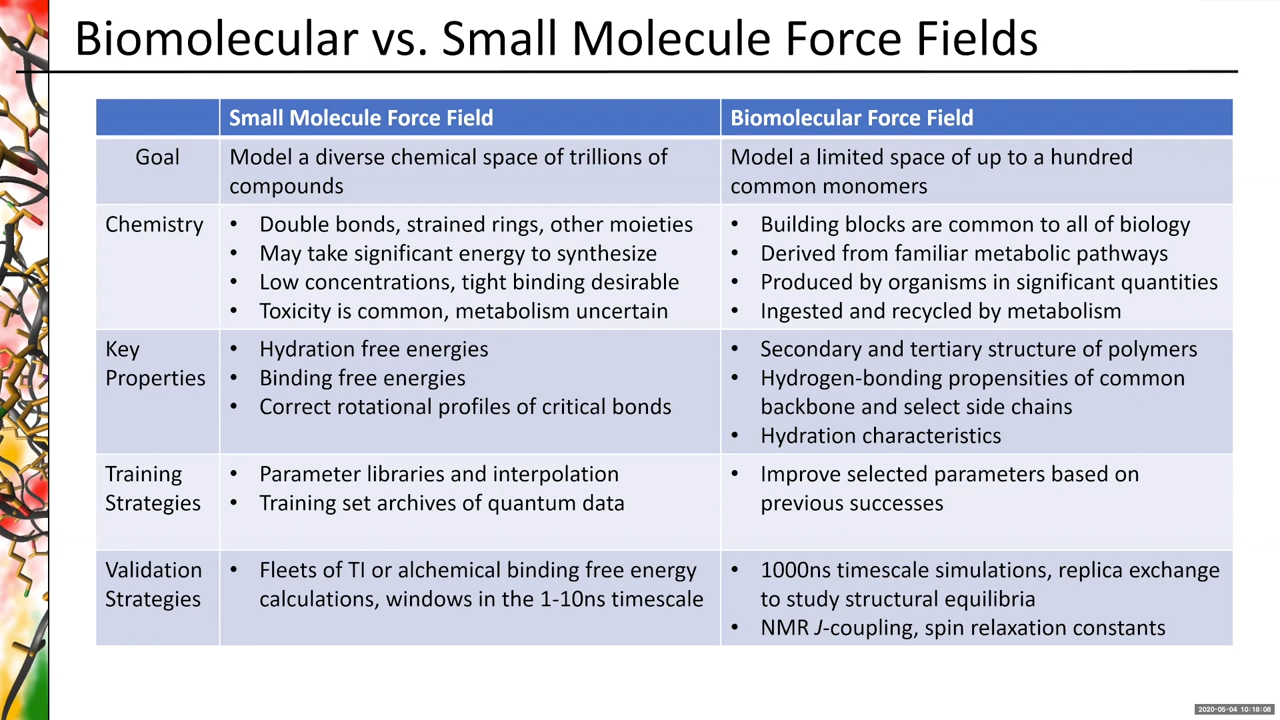 Biomolecular vs. Small Molecule Force Fields
Small Molecule Force Field
Biomolecular Force Field
Goal
Model a diverse chemical space of trillions of
compounds
Model a limited space of up to a hundred
common monomers
Chemistry
• Double bonds, strained rings, other moieties
• May take significant energy to synthesize
• Low concentrations, tight binding desirable
• Toxicity is common, metabolism uncertain
• Building blocks are common to all of biology
• Derived from familiar metabolic pathways
• Produced by organisms in significant quantities
• Ingested and recycled by metabolism
Key
Properties
• Hydration free energies
• Binding free energies
• Correct rotational profiles of critical bonds
• Secondary and tertiary structure of polymers
• Hydrogen-bonding propensities of common
backbone and select side chains
• Hydration characteristics
Training
Strategies
• Parameter libraries and interpolation
• Training set archives of quantum data
• Improve selected parameters based on
previous successes
Validation
Strategies
• Fleets of TI or alchemical binding free energy
calculations, windows in the 1-10ns timescale
• 1000ns timescale simulations, replica exchange
to study structural equilibria
• NMR J-coupling, spin relaxation constants
2020-05-04 10:18:08